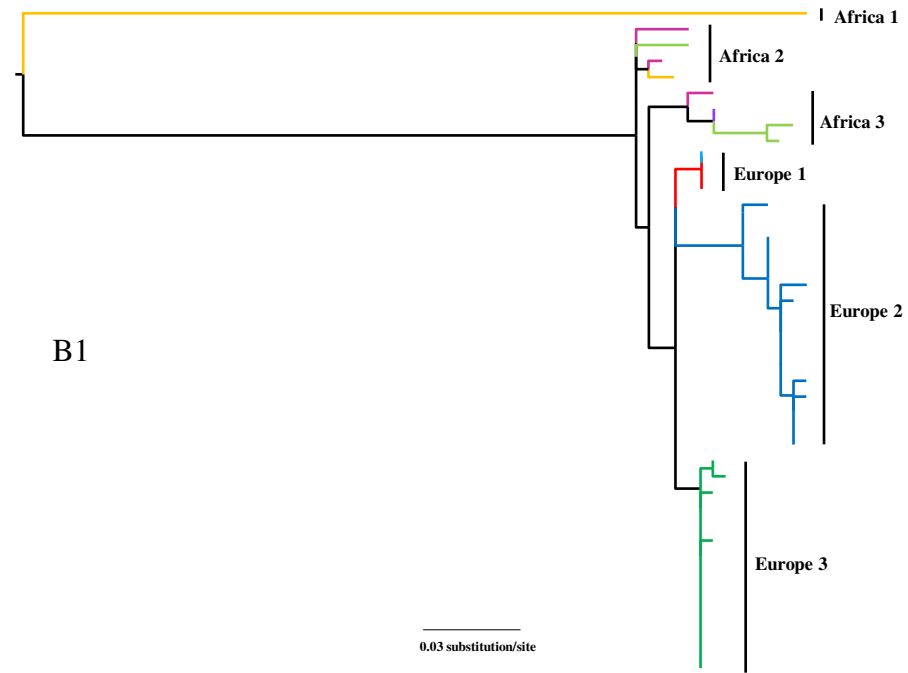 Africa 1
Africa 2
Africa 3
Europe 1
Europe 2
B1
Europe 3
0.03 substitution/site